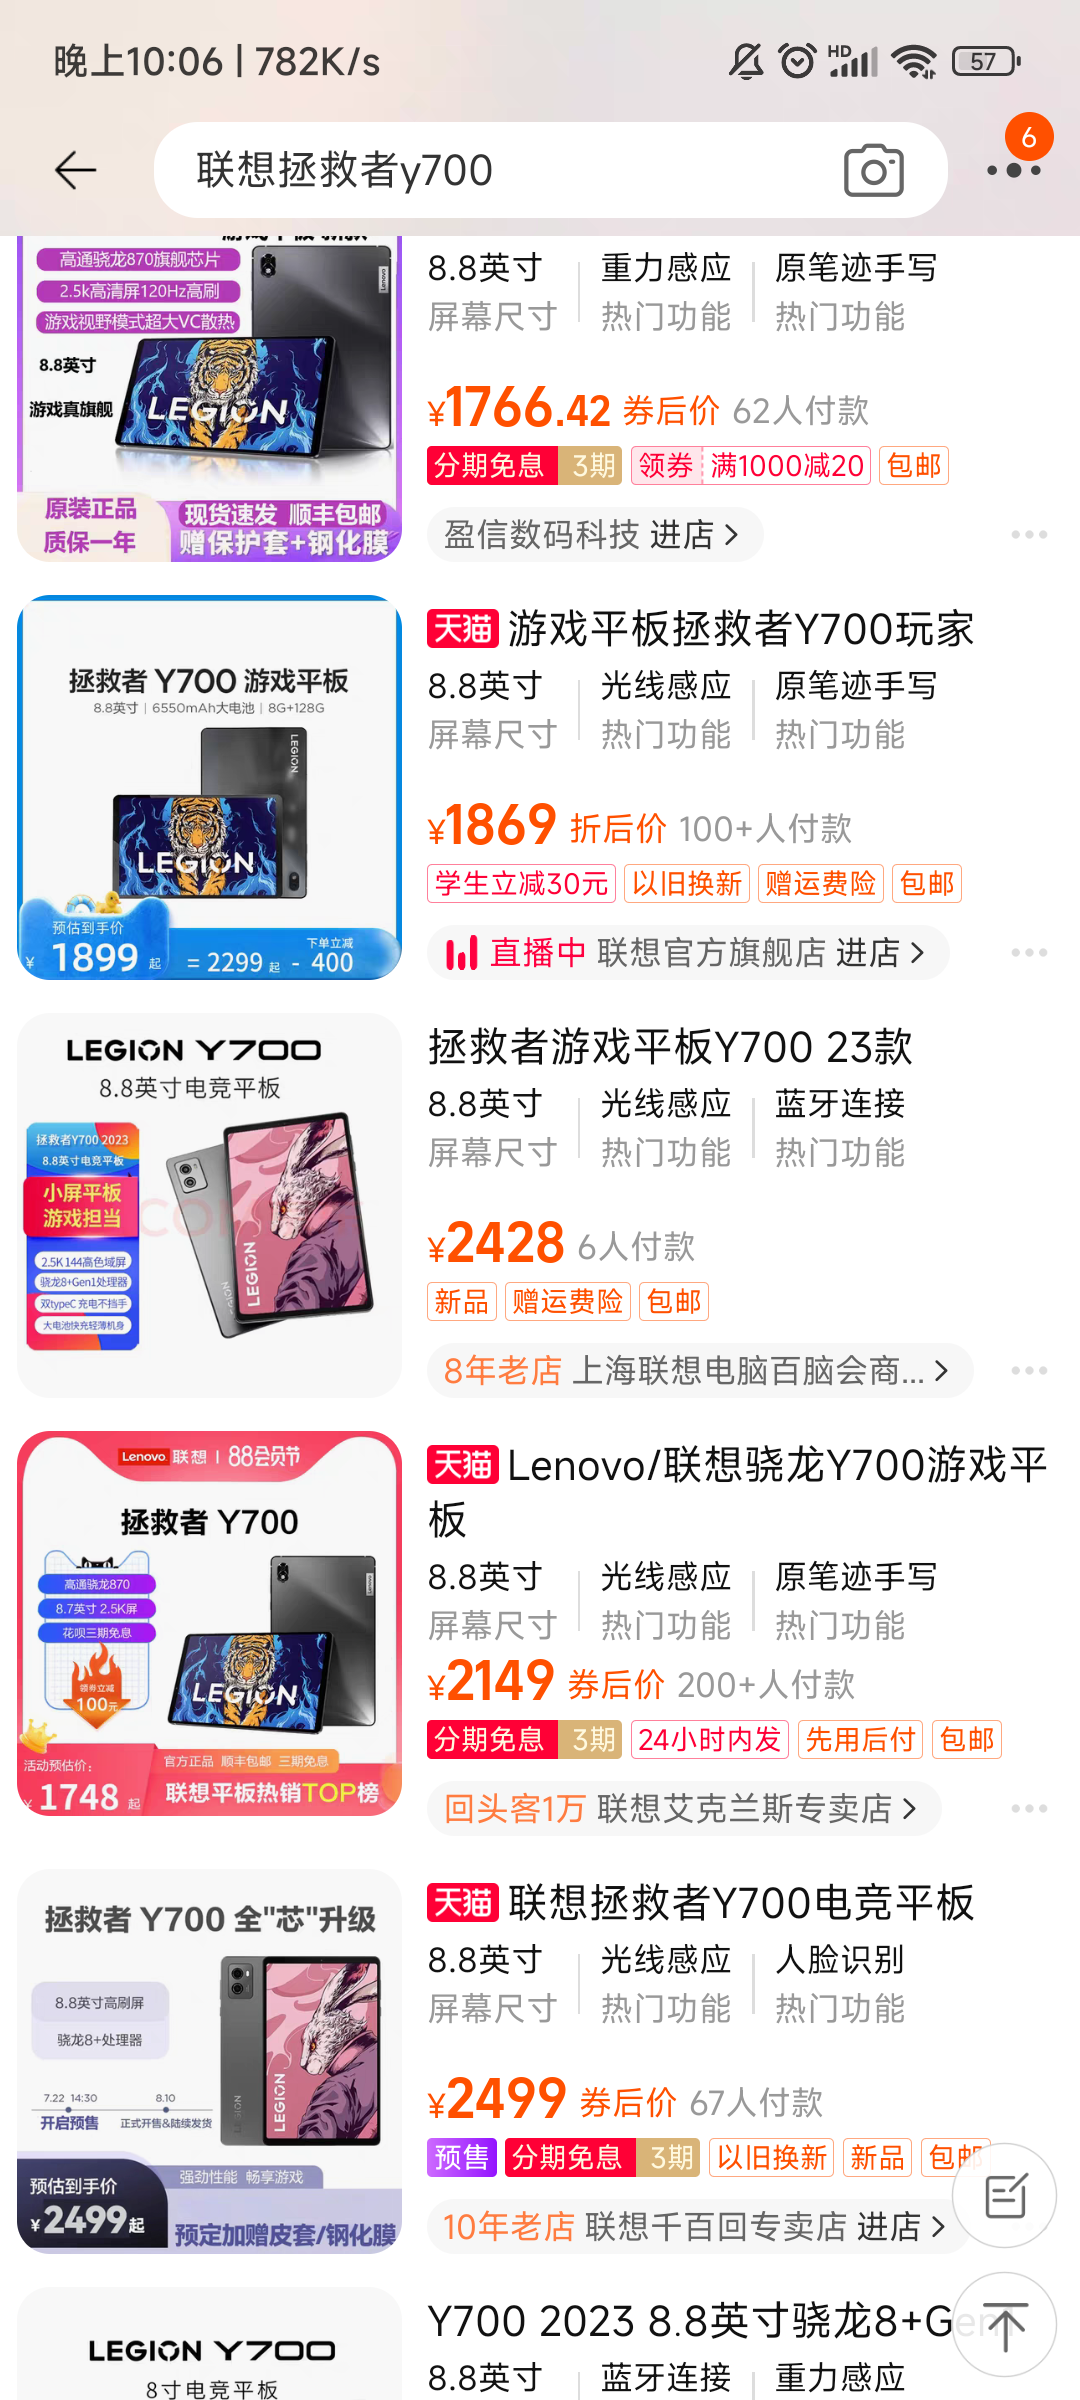 晚上10:06 | 782K/s
HD
57
联想拯救者y700
6
高通骁龙870旗舰芯片
2.5k高清屏120Hz高刷
游戏视野模式超大VC散热
8.8英寸
游戏真旗舰
Lenovo
LEGION
原装正品
质保一年
现货速发 顺丰包邮
赠保护套+钢化膜
8.8英寸 重力感应 原笔迹手写
屏幕尺寸 热门功能 热门功能
¥1766.42 券后价 62人付款
分期免息 3期 领券 满1000减20 包邮
盈信数码科技 进店
拯救者 Y700 游戏平板
8.8英寸 | 6550mAh大电池 | 8G+128G
LEGION
LEGION
预估到手价
¥ 1899 起 = 2299 起 - 400
下单立减
天猫 游戏平板拯救者Y700玩家
8.8英寸 光线感应 原笔迹手写
屏幕尺寸 热门功能 热门功能
¥1869 折后价 100+人付款
学生立减30元 以旧换新 赠运费险 包邮
直播中 联想官方旗舰店 进店
LEGION Y700
8.8英寸电竞平板
拯救者Y700 2023
8.8英寸电竞平板
小屏平板
游戏担当
2.5K 144高色域屏
骁龙8+Gen1处理器
双typeC 充电不挡手
大电池快充轻薄机身
LEGION
拯救者游戏平板Y700 23款
8.8英寸 光线感应 蓝牙连接
屏幕尺寸 热门功能 热门功能
¥2428 6人付款
新品 赠运费险 包邮
8年老店 上海联想电脑百脑会商...
Lenovo 联想 | 88会员节
拯救者 Y700
高通骁龙870
8.7英寸 2.5K屏
花呗三期免息
领券立减
100元
Lenovo
LEGION
活动预估价:
¥ 1748 起
官方正品 顺丰包邮 三期免息
联想平板热销TOP榜
天猫 Lenovo/联想骁龙Y700游戏平
板
8.8英寸 光线感应 原笔迹手写
屏幕尺寸 热门功能 热门功能
¥2149 券后价 200+人付款
分期免息 3期 24小时内发 先用后付 包邮
回头客1万 联想艾克兰斯专卖店
拯救者 Y700 全"芯"升级
8.8英寸高刷屏
骁龙8+处理器
7.22 14:30 8.10
开启预售 正式开售&陆续发货
LEGION
LEGION
预估到手价
¥2499起
强劲性能 畅享游戏
预定加赠皮套/钢化膜
天猫 联想拯救者Y700电竞平板
8.8英寸 光线感应 人脸识别
屏幕尺寸 热门功能 热门功能
¥2499 券后价 67人付款
预售 分期免息 3期 以旧换新 新品 包邮
10年老店 联想千百回专卖店 进店
LEGION Y700
8寸电竞平板
Y700 2023 8.8英寸骁龙8+Gen1
8.8英寸 蓝牙连接 重力感应